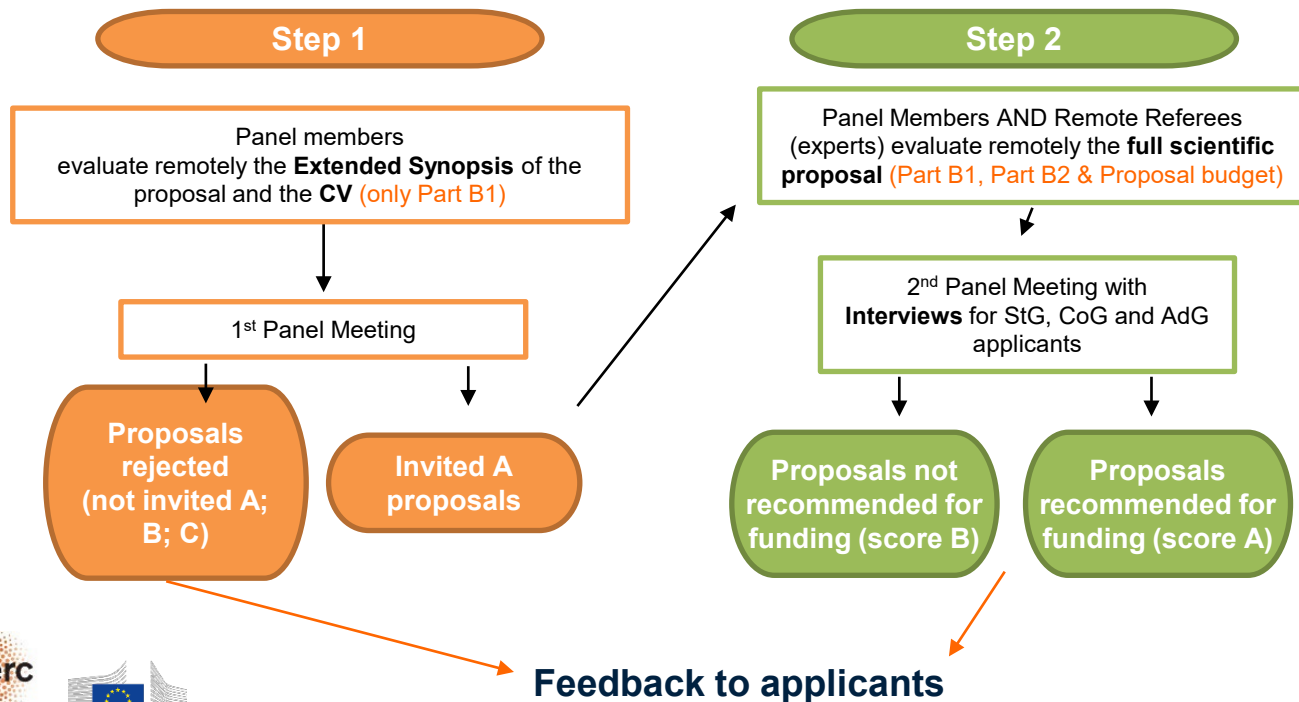 Step 1
Panel members
evaluate remotely the Extended Synopsis of the
proposal and the CV (only Part B1)
1st Panel Meeting
Proposals
rejected
(not invited A;
B; C)
Invited A
proposals
Step 2
Panel Members AND Remote Referees
(experts) evaluate remotely the full scientific
proposal (Part B1, Part B2 & Proposal budget)
2nd Panel Meeting with
Interviews for StG, CoG and AdG
applicants
Proposals not
recommended for
funding (score B)
Proposals
recommended for
funding (score A)
Feedback to applicants
rc